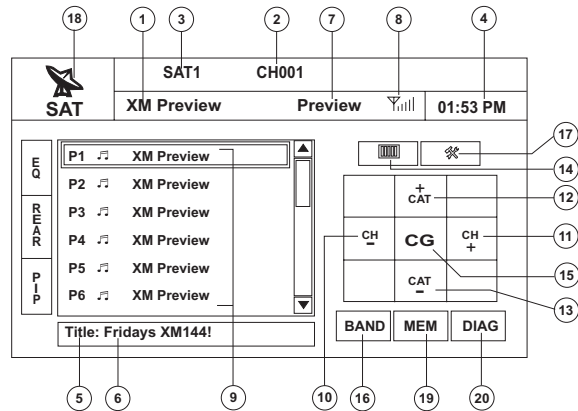 18 1 3 2 7 8 4
SAT1 CH001
SAT XM Preview Preview 01:53 PM
17
EQ
P1 XM Preview
14
P2 XM Preview
+
CAT
12
REAR
P3 XM Preview
P4 XM Preview
10
CH
-
CG
CH
+
11
15
PIP
P5 XM Preview
P6 XM Preview
CAT
-
13
Title: Fridays XM144!
BAND MEM DIAG
5 6 9 16 19 20